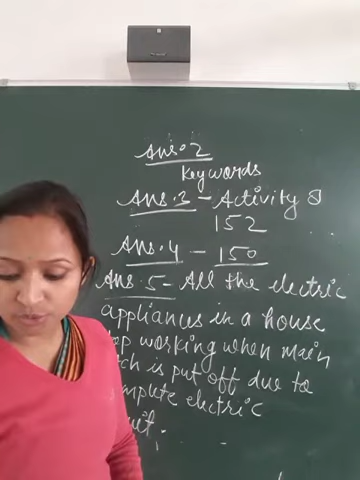 Ans. 2
Keywords
Ans. 3 - Activity 8
152
Ans. 4 - 150
Ans. 5 - All the electric
appliances in a house
working when main
is put off due to
electric